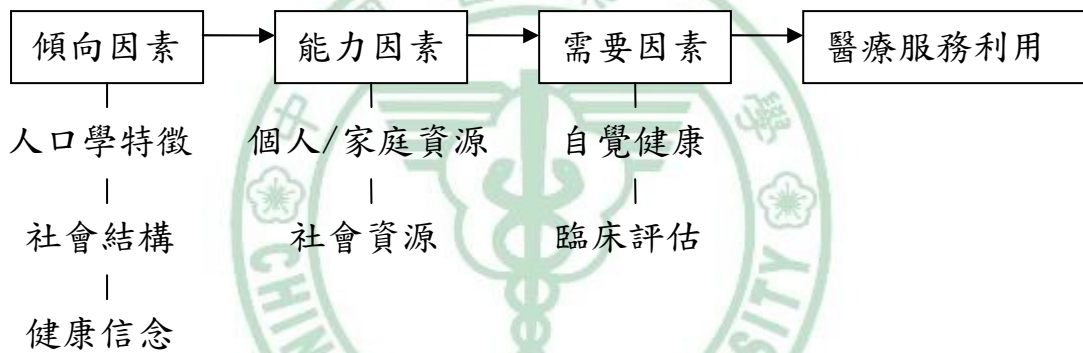 傾向因素 能力因素 需要因素 醫療服務利用
人口學特徵 個人/家庭資源 自覺健康
社會結構 社會資源 臨床評估
健康信念